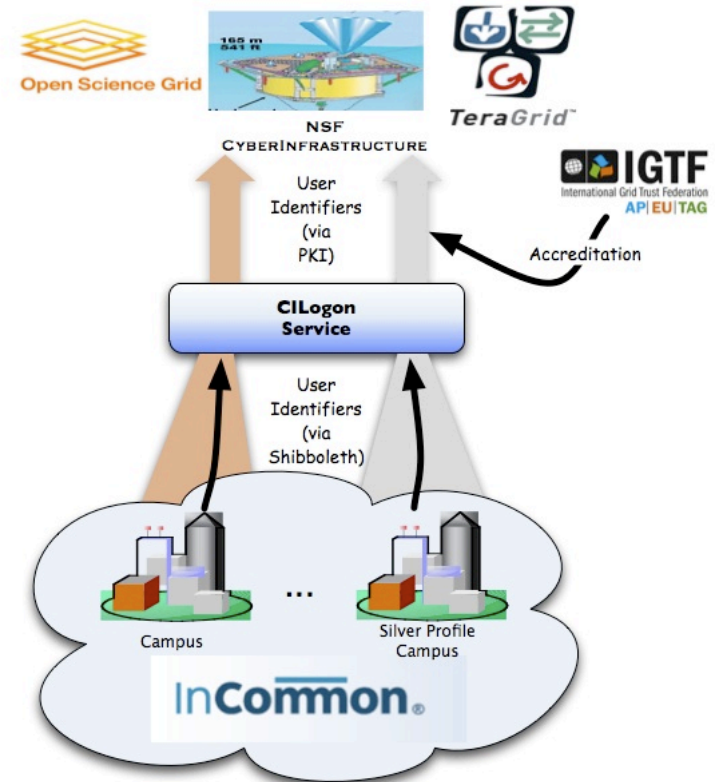 Open Science Grid
165 m
541 ft
TeraGrid™
NSF
CYBERINFRASTRUCTURE
IGTF
International Grid Trust Federation
AP|EU|TAG
User
Identifiers
(via
PKI)
Accreditation
CILogon
Service
User
Identifiers
(via
Shibboleth)
...
Campus
Silver Profile
Campus
InCommon®